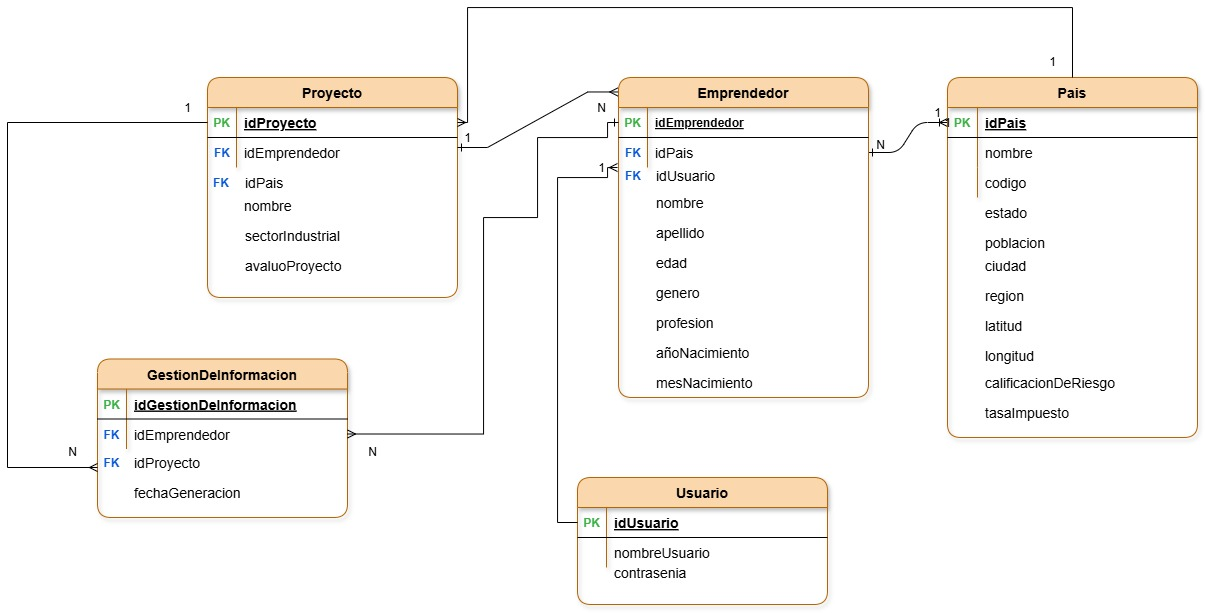 1
Proyecto
PK idProyecto
FK idEmprendedor
FK idPais
nombre
sectorIndustrial
avaluoProyecto
1
N
1
Emprendedor
PK idEmprendedor
FK idPais
FK idUsuario
nombre
apellido
edad
genero
profesion
añoNacimiento
mesNacimiento
N
1
1
Pais
PK idPais
nombre
codigo
estado
poblacion
ciudad
region
latitud
longitud
calificacionDeRiesgo
tasaImpuesto
N
GestionDeInformacion
PK idGestionDeInformacion
FK idEmprendedor
FK idProyecto
fechaGeneracion
N
Usuario
PK idUsuario
nombreUsuario
contrasenia